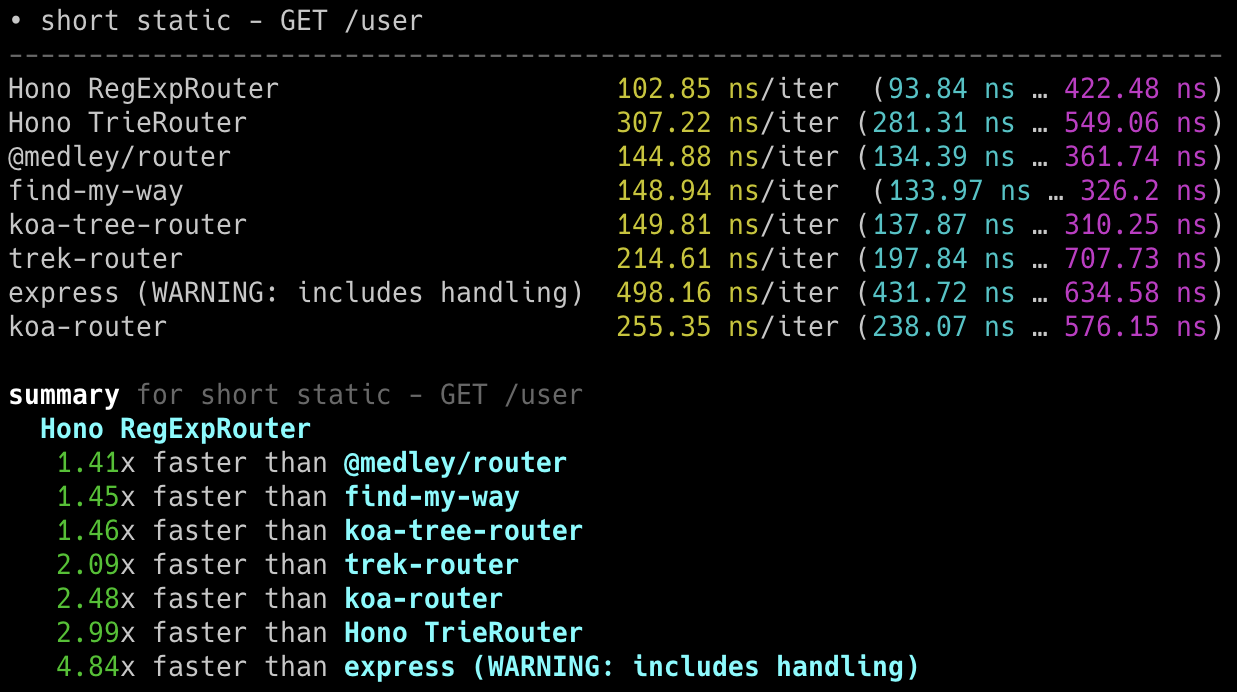 • short static - GET /user
----------------------------------------------------------------------------
Hono RegExpRouter 102.85 ns/iter (93.84 ns … 422.48 ns)
Hono TrieRouter 307.22 ns/iter (281.31 ns … 549.06 ns)
@medley/router 144.88 ns/iter (134.39 ns … 361.74 ns)
find-my-way 148.94 ns/iter (133.97 ns … 326.2 ns)
koa-tree-router 149.81 ns/iter (137.87 ns … 310.25 ns)
trek-router 214.61 ns/iter (197.84 ns … 707.73 ns)
express (WARNING: includes handling) 498.16 ns/iter (431.72 ns … 634.58 ns)
koa-router 255.35 ns/iter (238.07 ns … 576.15 ns)
summary for short static - GET /user
Hono RegExpRouter
1.41x faster than @medley/router
1.45x faster than find-my-way
1.46x faster than koa-tree-router
2.09x faster than trek-router
2.48x faster than koa-router
2.99x faster than Hono TrieRouter
4.84x faster than express (WARNING: includes handling)